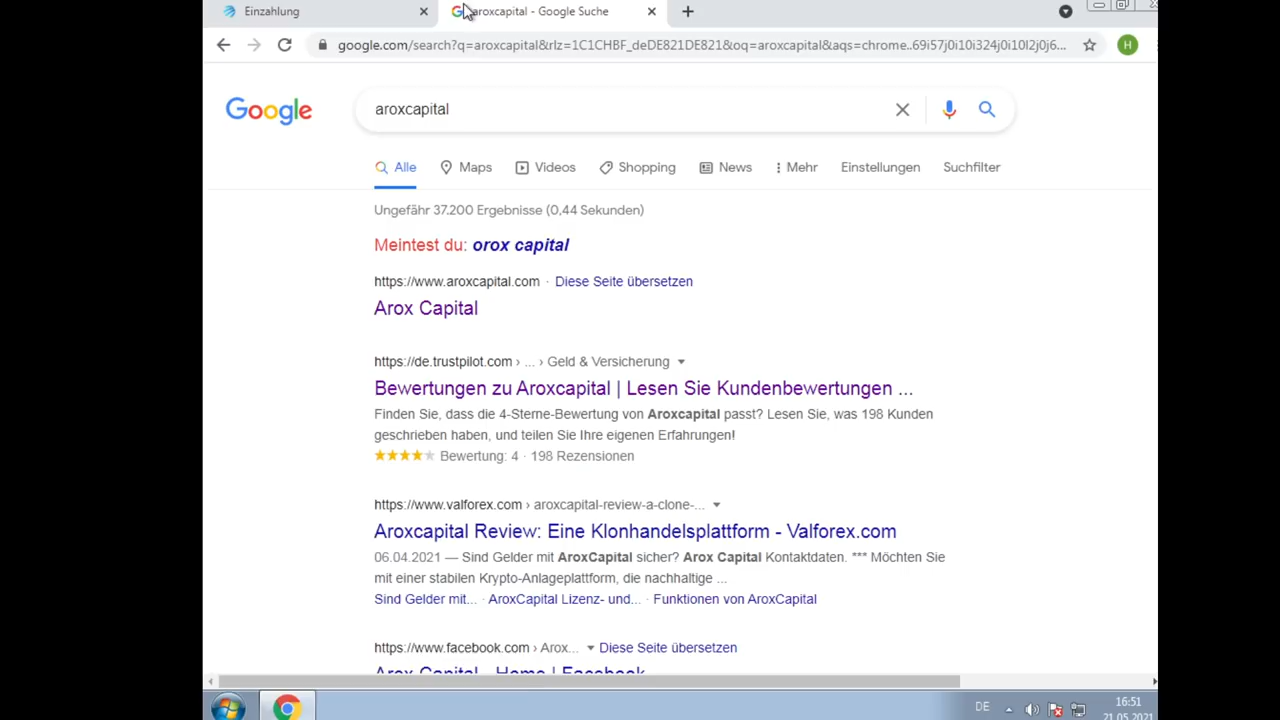 Einzahlung
aroxcapital - Google Suche
google.com/search?q=aroxcapital&rlz=1C1CHBF_deDE821DE821&oq=aroxcapital&aqs=chrome..69i57j0i10i324j0i10l2j0j6...
H
Google
aroxcapital
Alle Maps Videos Shopping News Mehr Einstellungen Suchfilter
Ungefähr 37.200 Ergebnisse (0,44 Sekunden)
Meintest du: orox capital
https://www.aroxcapital.com · Diese Seite übersetzen
Arox Capital
https://de.trustpilot.com › ... › Geld & Versicherung
Bewertungen zu Aroxcapital | Lesen Sie Kundenbewertungen ...
Finden Sie, dass die 4-Sterne-Bewertung von Aroxcapital passt? Lesen Sie, was 198 Kunden
geschrieben haben, und teilen Sie Ihre eigenen Erfahrungen!
Bewertung: 4 · 198 Rezensionen
https://www.valforex.com › aroxcapital-review-a-clone-...
Aroxcapital Review: Eine Klonhandelsplattform - Valforex.com
06.04.2021 — Sind Gelder mit AroxCapital sicher? Arox Capital Kontaktdaten. *** Möchten Sie
mit einer stabilen Krypto-Anlageplattform, die nachhaltige ...
Sind Gelder mit... · AroxCapital Lizenz- und... · Funktionen von AroxCapital
https://www.facebook.com › Arox... Diese Seite übersetzen
Arox Capital - Home | Facebook
DE
16:51
21.05.2021